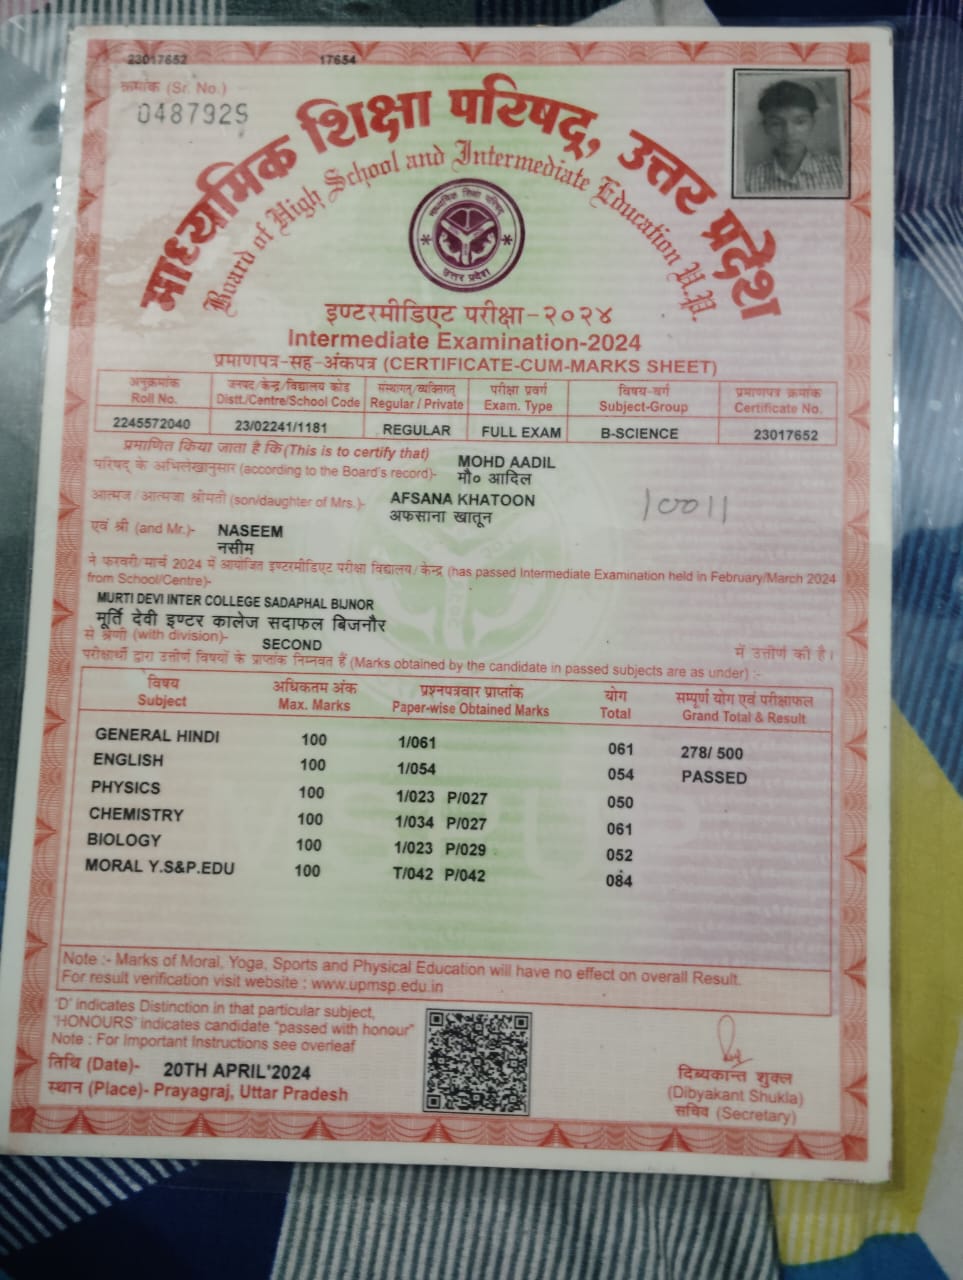 23017652 17654
क्रमांक (Sr. No.)
0487925
माध्यमिक शिक्षा परिषद्, उत्तर प्रदेश
Board of High School and Intermediate Education U.P.
माध्यमिक शिक्षा परिषद्
उत्तर प्रदेश
इण्टरमीडिएट परीक्षा-२०२४
Intermediate Examination-2024
प्रमाणपत्र-सह-अंकपत्र (CERTIFICATE-CUM-MARKS SHEET)
अनुक्रमांक जनपद/केन्द्र/विद्यालय कोड संस्थागत/व्यक्तिगत परीक्षा प्रवर्ग विषय-वर्ग प्रमाणपत्र क्रमांक
Roll No. Distt./Centre/School Code Regular / Private Exam. Type Subject-Group Certificate No.
2245572040 23/02241/1181 REGULAR FULL EXAM B-SCIENCE 23017652
प्रमाणित किया जाता है कि (This is to certify that) MOHD AADIL
परिषद् के अभिलेखानुसार (according to the Board's record)- मौ० आदिल
आत्मज/आत्मजा श्रीमती (son/daughter of Mrs.)- AFSANA KHATOON
अफसाना खातून
10011
एवं श्री (and Mr.)- NASEEM
नसीम
ने फरवरी/मार्च 2024 में आयोजित इण्टरमीडिएट परीक्षा विद्यालय/केन्द्र (has passed Intermediate Examination held in February/March 2024
from School/Centre)-
MURTI DEVI INTER COLLEGE SADAPHAL BIJNOR
मूर्ति देवी इण्टर कालेज सदाफल बिजनौर
से श्रेणी (with division)- SECOND में उत्तीर्ण की है।
परीक्षार्थी द्वारा उत्तीर्ण विषयों के प्राप्तांक निम्नवत हैं (Marks obtained by the candidate in passed subjects are as under) :-
विषय अधिकतम अंक प्रश्नपत्रवार प्राप्तांक योग सम्पूर्ण योग एवं परीक्षाफल
Subject Max. Marks Paper-wise Obtained Marks Total Grand Total & Result
GENERAL HINDI 100 1/061 061 278/ 500
ENGLISH 100 1/054 054 PASSED
PHYSICS 100 1/023 P/027 050
CHEMISTRY 100 1/034 P/027 061
BIOLOGY 100 1/023 P/029 052
MORAL Y.S&P.EDU 100 T/042 P/042 084
Note :- Marks of Moral, Yoga, Sports and Physical Education will have no effect on overall Result.
For result verification visit website : www.upmsp.edu.in
'D' indicates Distinction in that particular subject,
'HONOURS' indicates candidate "passed with honour"
Note : For Important Instructions see overleaf
तिथि (Date)- 20TH APRIL'2024
स्थान (Place)- Prayagraj, Uttar Pradesh
दिब्यकान्त शुक्ल
(Dibyakant Shukla)
सचिव (Secretary)